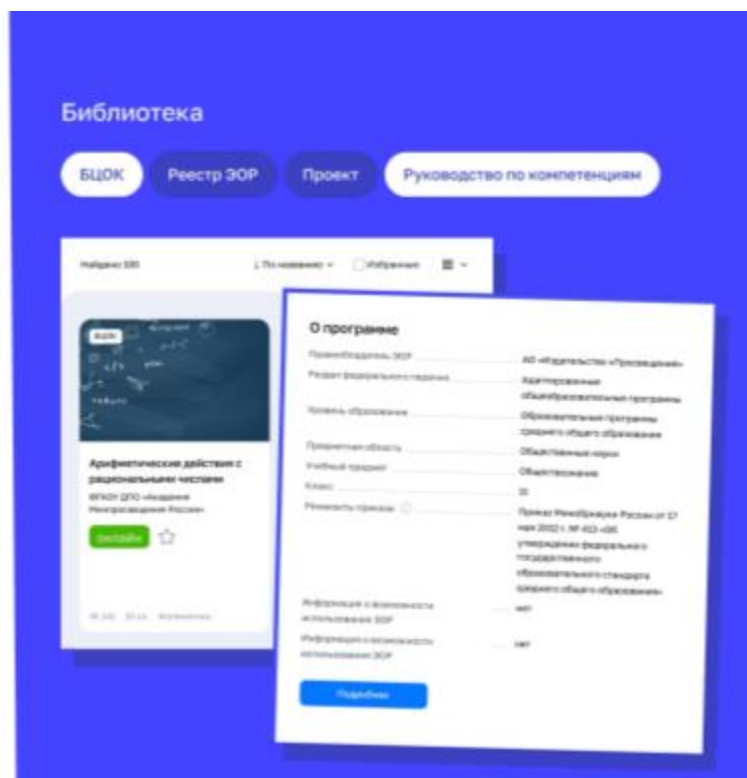 Библиотека
БЦОК Реестр ЭОР Проект Руководство по компетенциям
Найдено
↓ По названию Избранные
БЦОК
Арифметические действия с
рациональными числами
ФГАОУ ДПО «Академия
Минпросвещения России»
онлайн
О программе
Правообладатель ЭОР АО «Издательство «Просвещение»
Раздел федерального перечня Адаптированные
общеобразовательные программы
Уровень образования Образовательные программы
среднего общего образования
Предметная область Общественные науки
Учебный предмет Обществознание
Класс
Реквизиты приказа Приказ Минобрнауки России от 17
мая 2012 г. № 413 «Об
утверждении федерального
государственного
образовательного стандарта
среднего общего образования»
Информация о возможности нет
использования ЭОР
Информация о возможности нет
использования ЭОР
Подробнее